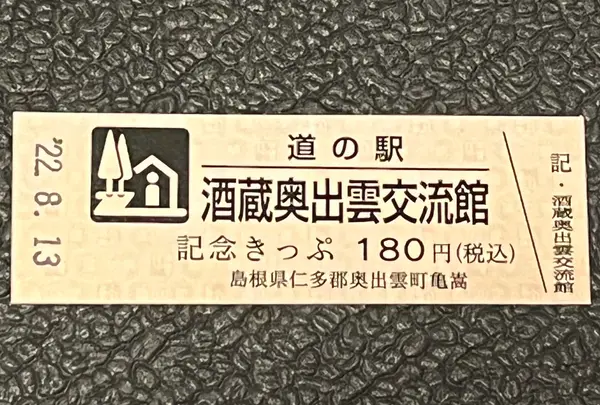 '22.8.13
道の駅
酒蔵奥出雲交流館
記念きっぷ 180円(税込)
島根県仁多郡奥出雲町亀嵩
記・酒蔵奥出雲交流館